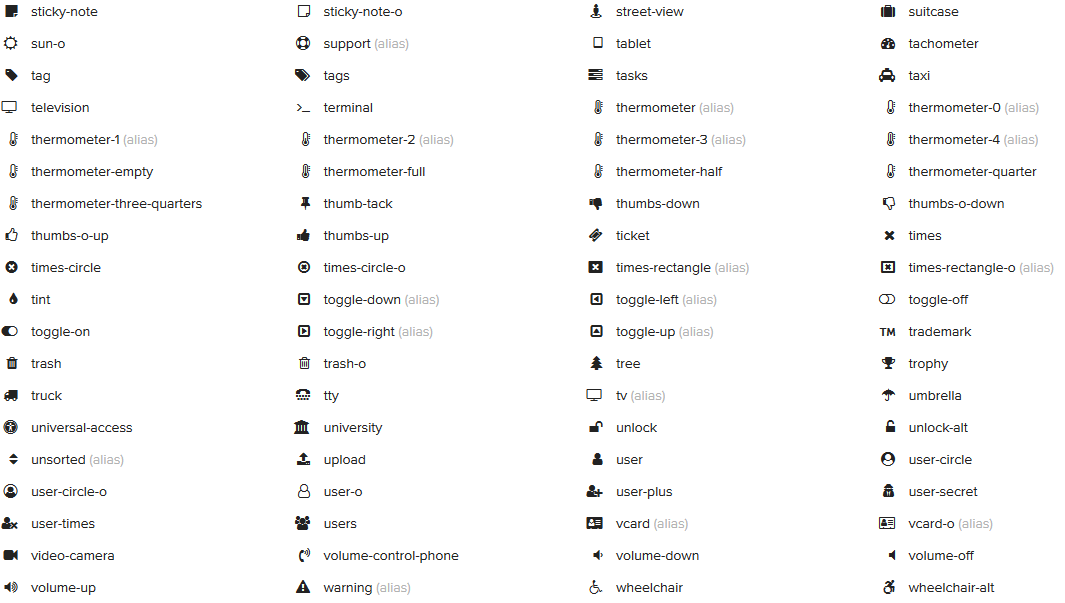 sticky-note sticky-note-o street-view suitcase
sun-o support (alias) tablet tachometer
tag tags tasks taxi
television terminal thermometer (alias) thermometer-0 (alias)
thermometer-1 (alias) thermometer-2 (alias) thermometer-3 (alias) thermometer-4 (alias)
thermometer-empty thermometer-full thermometer-half thermometer-quarter
thermometer-three-quarters thumb-tack thumbs-down thumbs-o-down
thumbs-o-up thumbs-up ticket times
times-circle times-circle-o times-rectangle (alias) times-rectangle-o (alias)
tint toggle-down (alias) toggle-left (alias) toggle-off
toggle-on toggle-right (alias) toggle-up (alias) TM trademark
trash trash-o tree trophy
truck tty tv (alias) umbrella
universal-access university unlock unlock-alt
unsorted (alias) upload user user-circle
user-circle-o user-o user-plus user-secret
user-times users vcard (alias) vcard-o (alias)
video-camera volume-control-phone volume-down volume-off
volume-up warning (alias) wheelchair wheelchair-alt